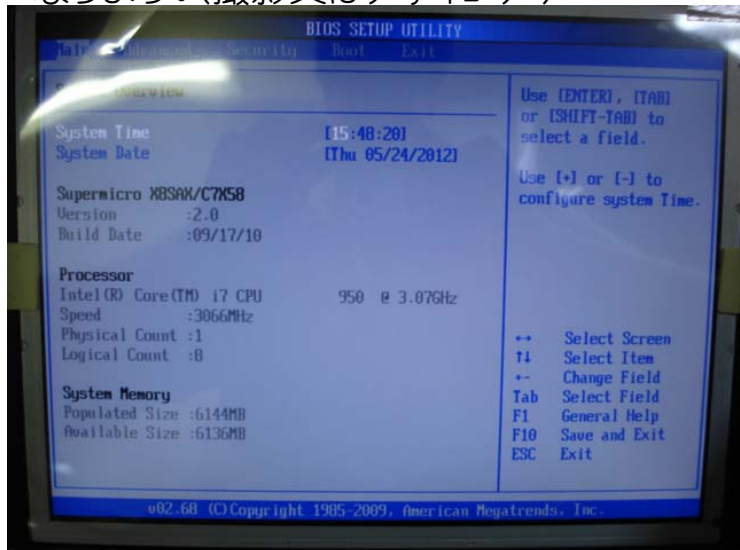 BIOS SETUP UTILITY
Main Advanced Security Boot Exit
Overview
System Time [15:48:20]
System Date [Thu 05/24/2012]
Supermicro X8SAX/C7X58
Version :2.0
Build Date :09/17/10
Processor
Intel(R) Core(TM) i7 CPU 950 @ 3.07GHz
Speed :3066MHz
Physical Count :1
Logical Count :8
System Memory
Populated Size :6144MB
Available Size :6136MB
Use [ENTER], [TAB]
or [SHIFT-TAB] to
select a field.
Use [+] or [-] to
configure system Time.
↔ Select Screen
↑↓ Select Item
+- Change Field
Tab Select Field
F1 General Help
F10 Save and Exit
ESC Exit
v02.68 (C)Copyright 1985-2009, American Megatrends, Inc.